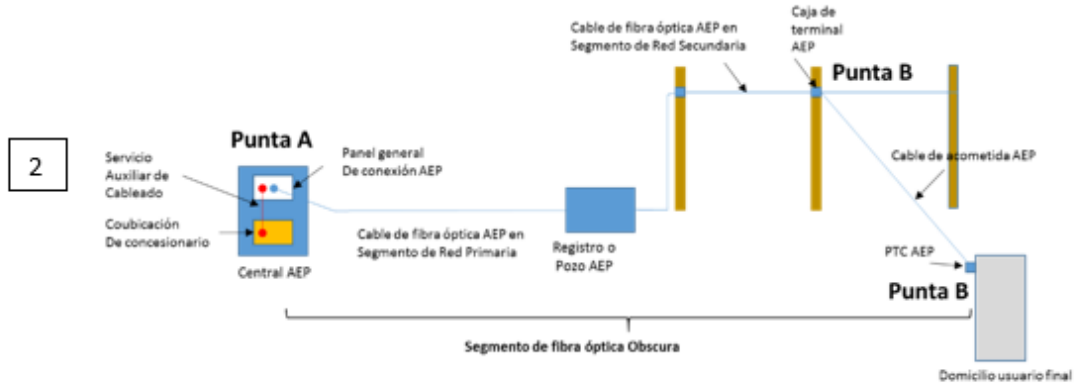 2
Punta A
Servicio
Auxiliar de
Cableado
Coubicación
De concesionario
Central AEP
Panel general
De conexión AEP
Cable de fibra óptica AEP en
Segmento de Red Primaria
Registro o
Pozo AEP
Cable de fibra óptica AEP en
Segmento de Red Secundaria
Caja de
terminal
AEP
Punta B
Cable de acometida AEP
PTC AEP
Punta B
Segmento de fibra óptica Obscura
Domicilio usuario final